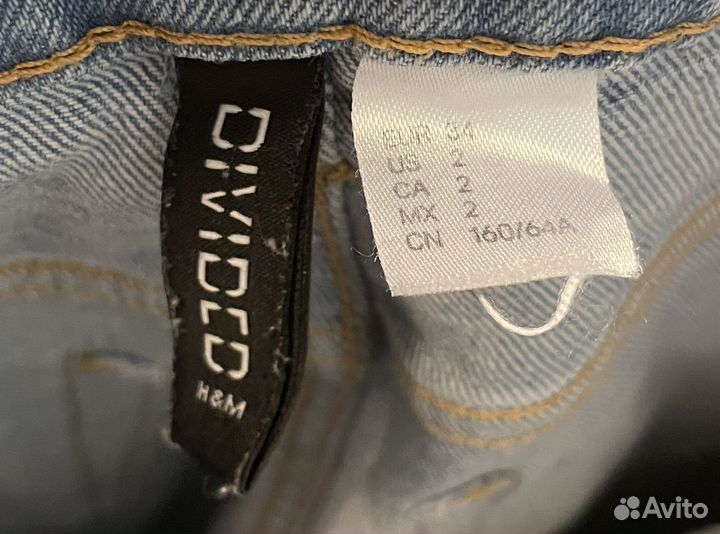 DIVIDED
H&M
EUR 34
US 2
CA 2
MX 2
CN 160/64A
Avito